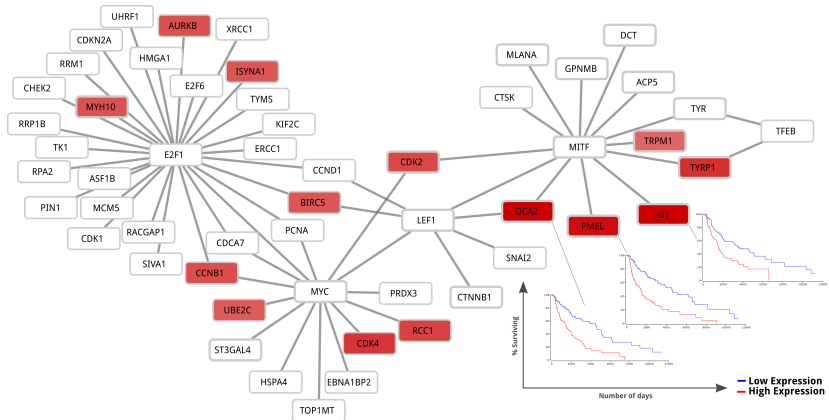 UHRF1
AURKB
XRCC1
DCT
CDKN2A
MLANA
HMGA1
GPNMB
RRM1
ISYNA1
ACP5
CHEK2
E2F6
CTSK
TYMS
MYH10
TYR
RRP1B
KIF2C
TFEB
TK1
E2F1
ERCC1
MITF
TRPM1
CDK2
RPA2
CCND1
TYRP1
ASF1B
PIN1
MCM5
BIRC5
OCA2
KIT
LEF1
PMEL
CDK1
RACGAP1
PCNA
CDCA7
SIVA1
SNAI2
CCNB1
MYC
PRDX3
CTNNB1
UBE2C
RCC1
CDK4
ST3GAL4
HSPA4
EBNA1BP2
TOP1MT
% Surviving
Number of days
Low Expression
High Expression